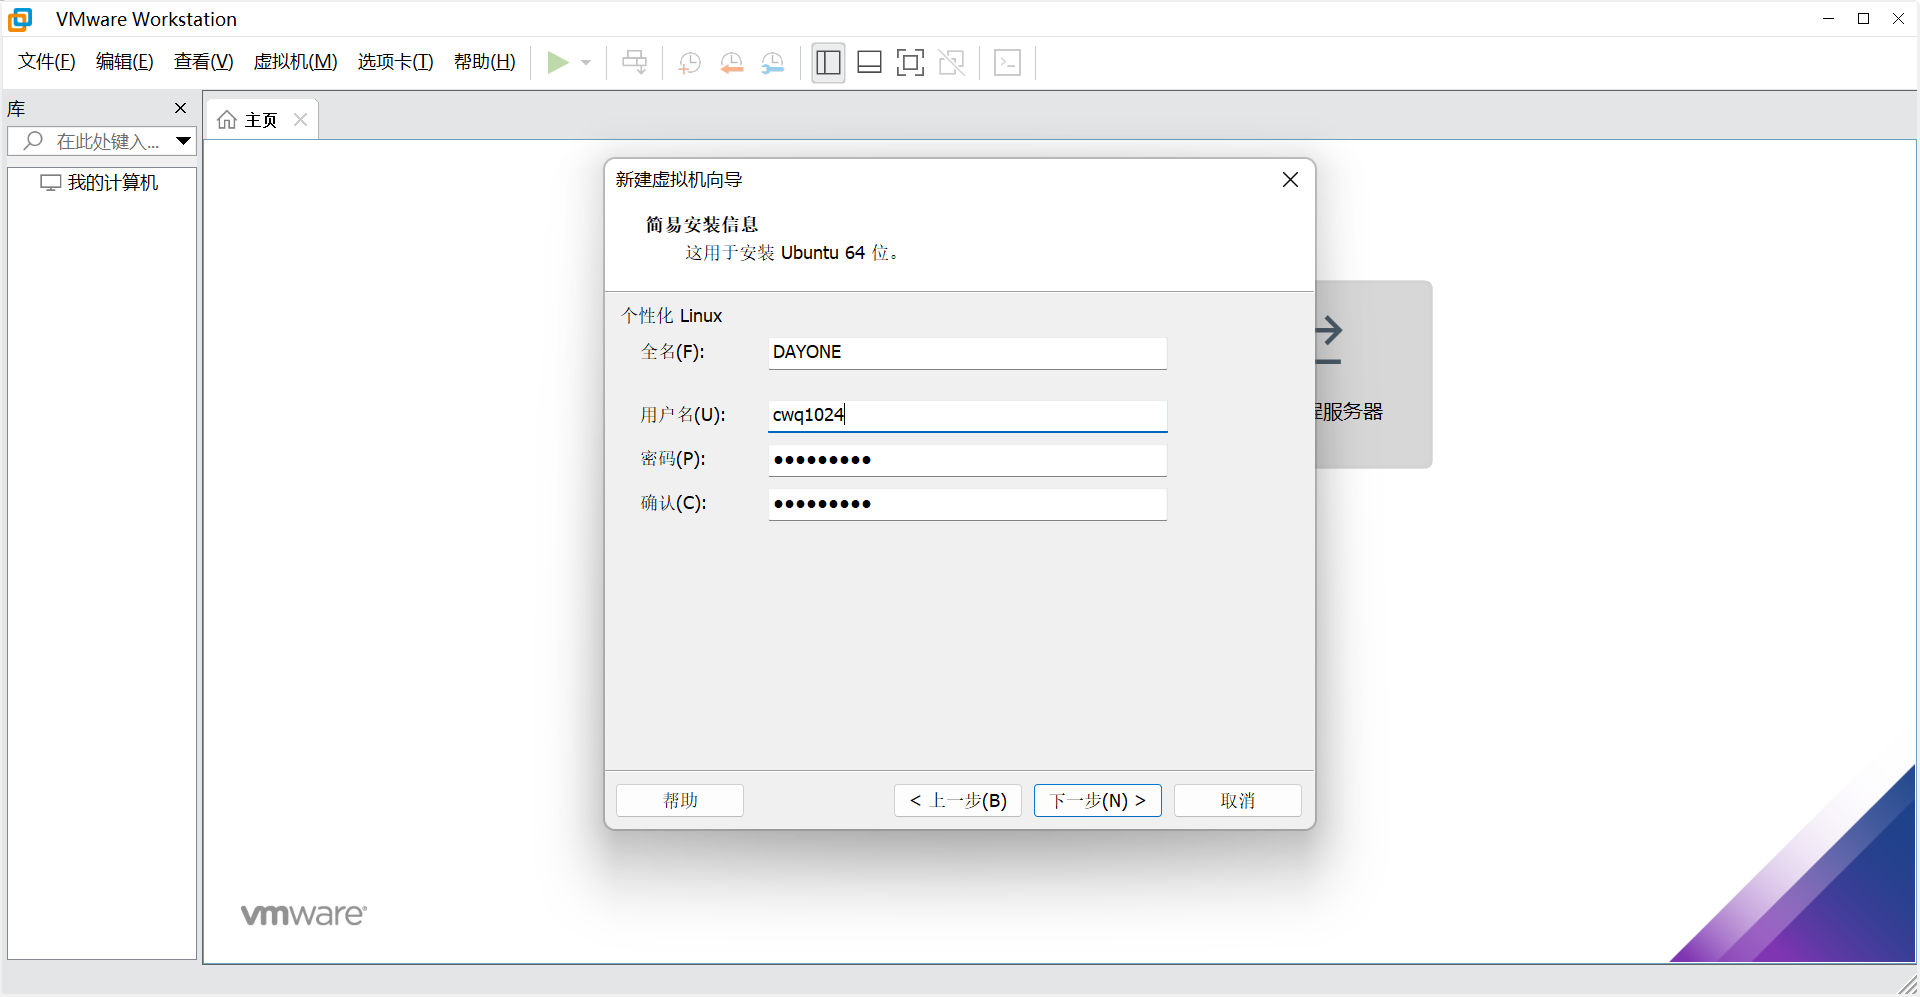 VMware Workstation
文件(F) 编辑(E) 查看(V) 虚拟机(M) 选项卡(T) 帮助(H)
库
主页
在此处键入...
我的计算机
新建虚拟机向导
简易安装信息
这用于安装 Ubuntu 64 位。
个性化 Linux
全名(F): DAYONE
用户名(U): cwq1024
密码(P): ●●●●●●●●●
确认(C): ●●●●●●●●●
服务器
帮助 < 上一步(B) 下一步(N) > 取消
vmware